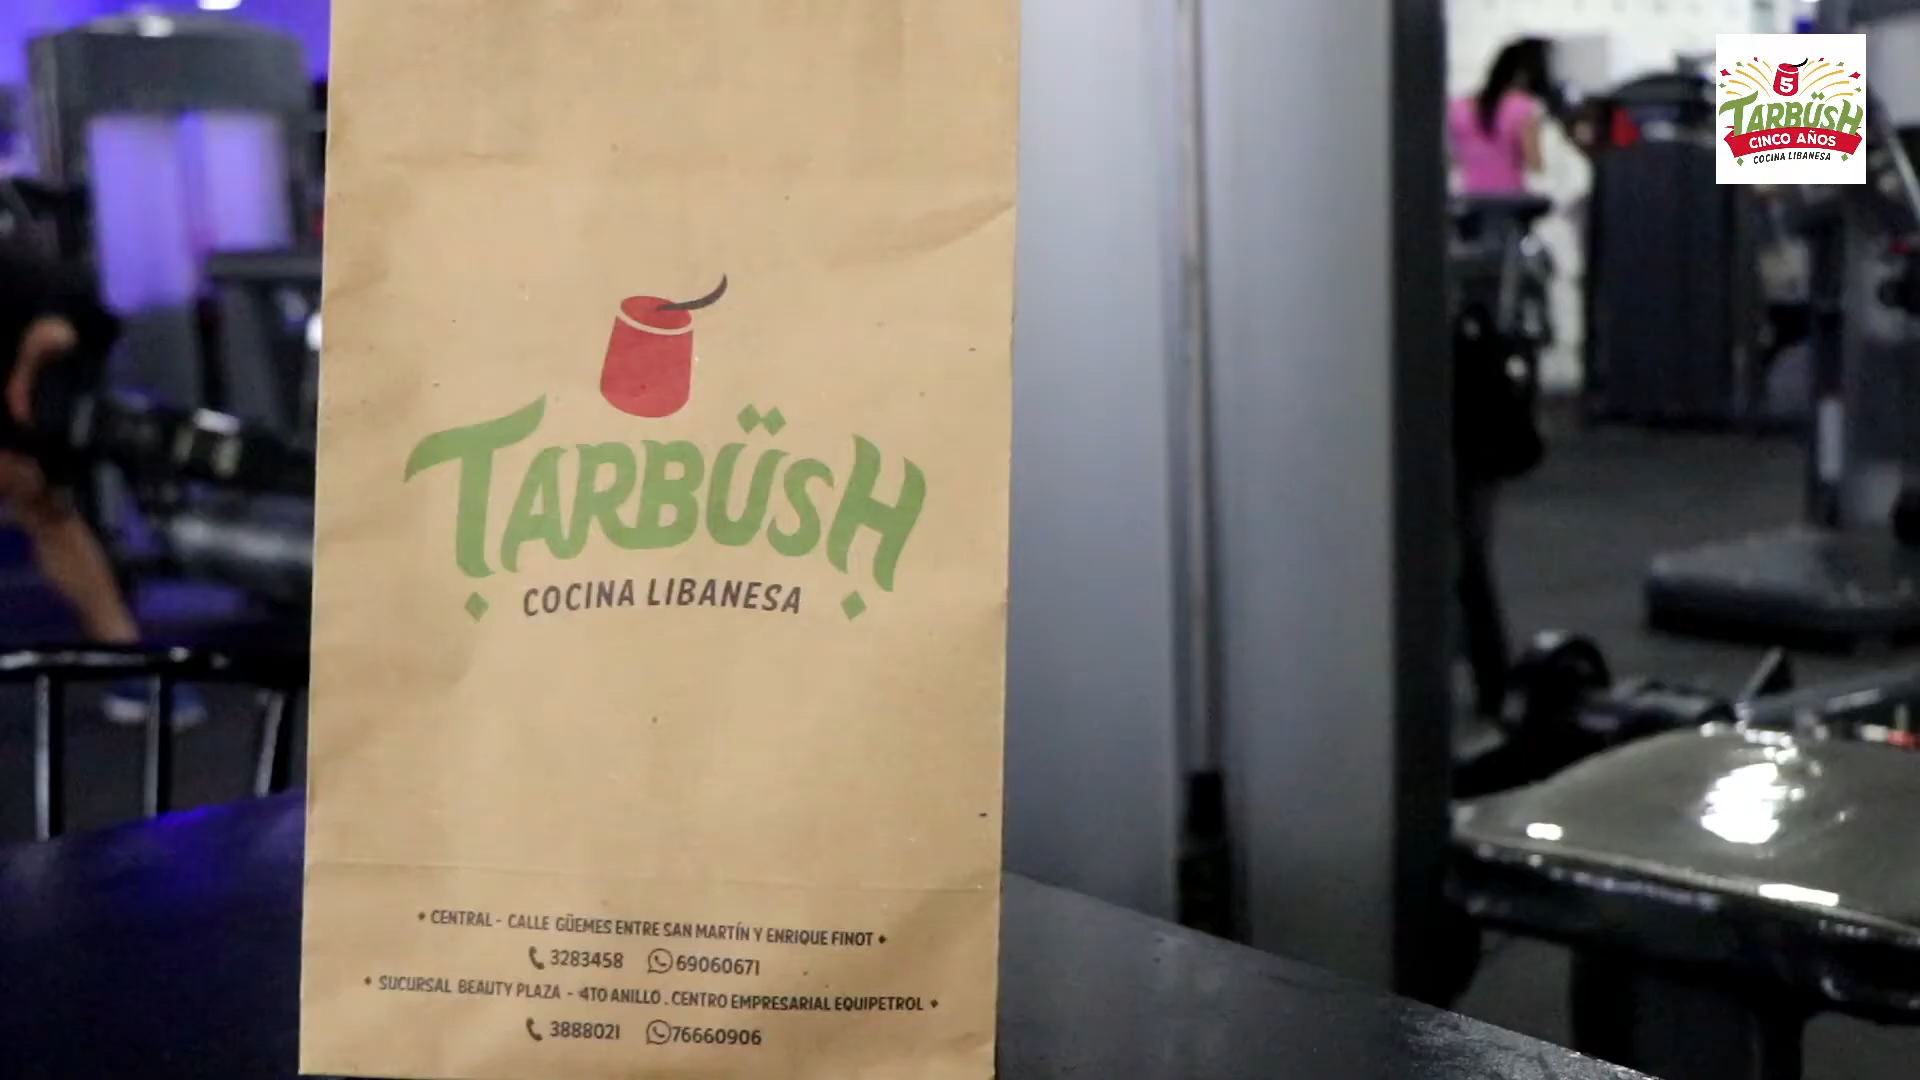 TARBÜSH
COCINA LIBANESA
• CENTRAL - CALLE GÜEMES ENTRE SAN MARTÍN Y ENRIQUE FINOT •
3283458 69060671
• SUCURSAL BEAUTY PLAZA - 4TO ANILLO . CENTRO EMPRESARIAL EQUIPETROL •
3888021 76660906
5
TARBÜSH
CINCO AÑOS
COCINA LIBANESA